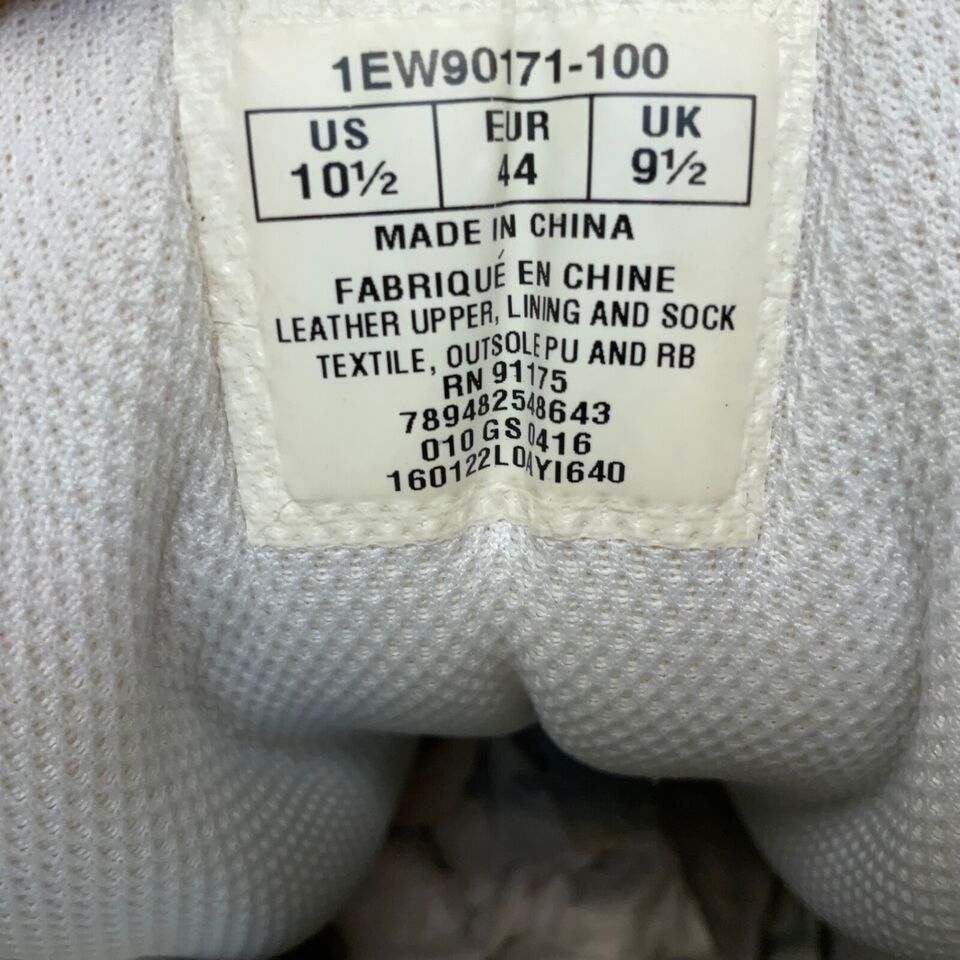 1EW90171-100
US EUR UK
10½ 44 9½
MADE IN CHINA
FABRIQUÉ EN CHINE
LEATHER UPPER, LINING AND SOCK
TEXTILE, OUTSOLE PU AND RB
RN 91175
789482548643
010 GS 0416
160122LOAYI640